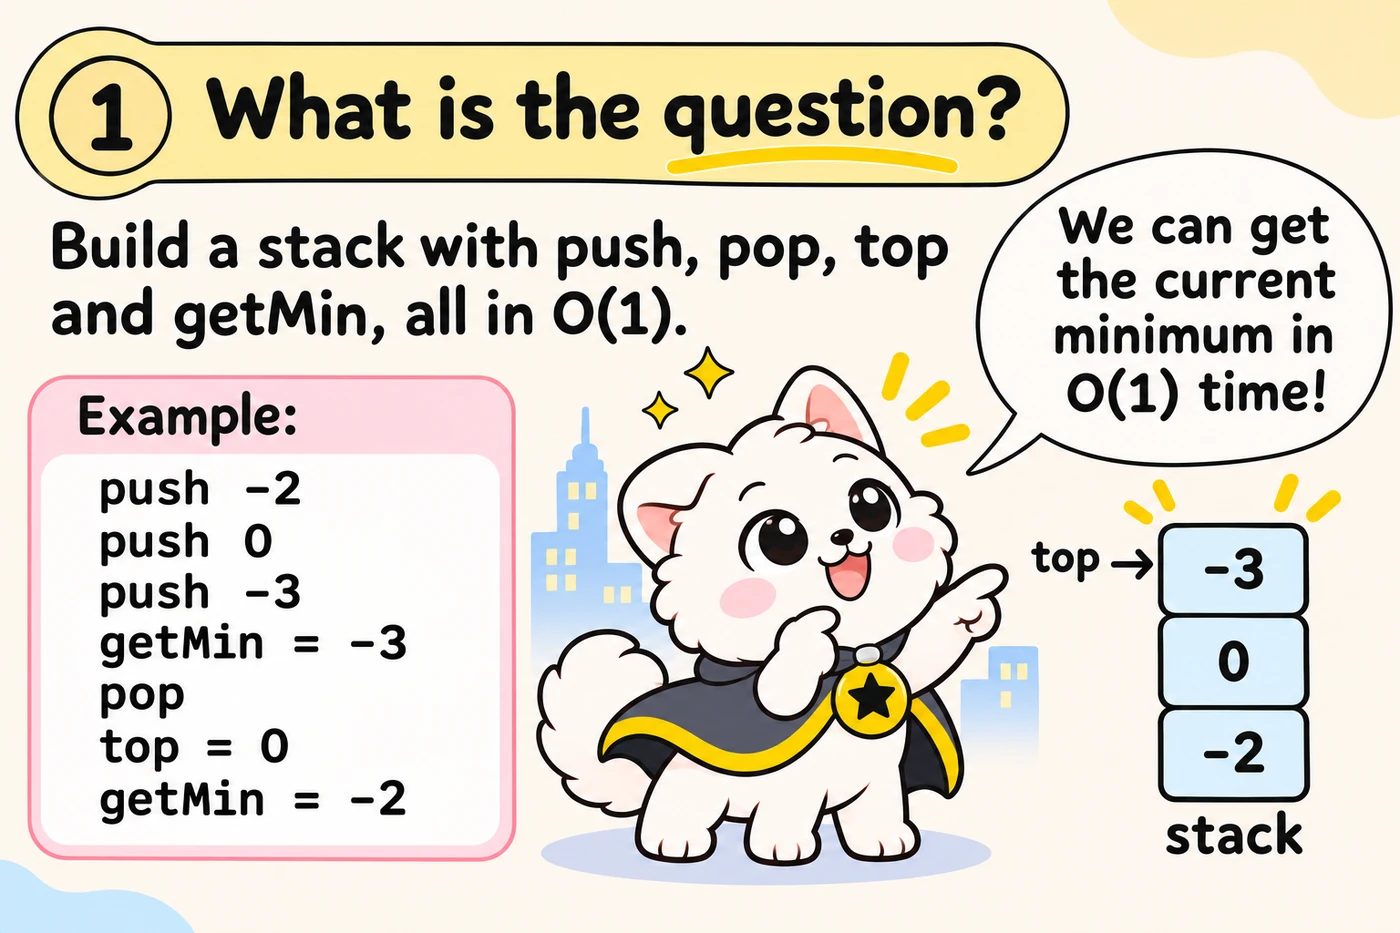 1 What is the question?
Build a stack with push, pop, top
and getMin, all in O(1).
We can get
the current
minimum in
O(1) time!
Example:
push -2
push 0
push -3
getMin = -3
pop
top = 0
getMin = -2
top →
-3
0
-2
stack